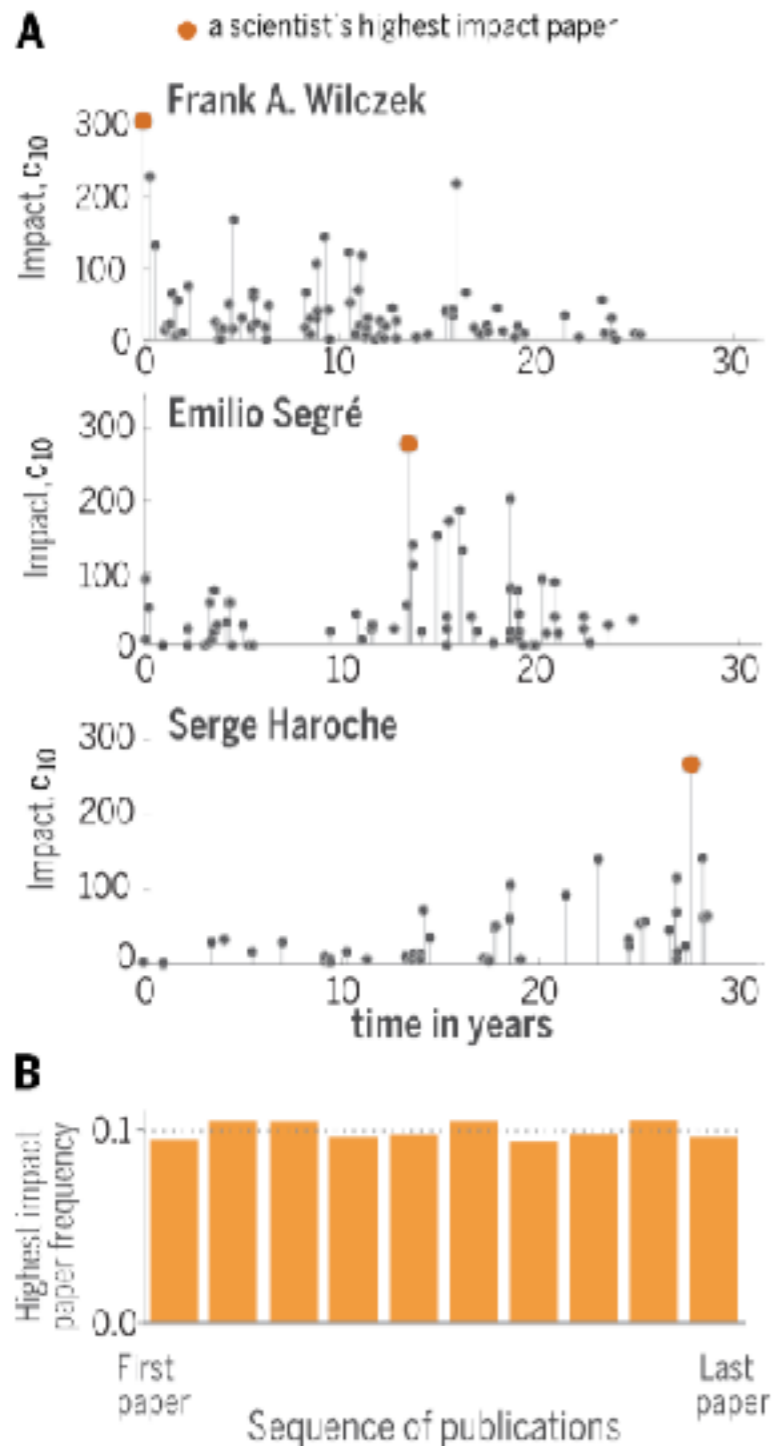 A
a scientist's highest impact paper
Frank A. Wilczek
Impact, c10
300
200
100
0
0 10 20 30
Emilio Segré
Impact, c10
300
200
100
0
0 10 20 30
Serge Haroche
Impact, c10
300
200
100
0
0 10 20 30
time in years
B
Highest impact
paper frequency
0.1
0.0
First
paper
Last
paper
Sequence of publications